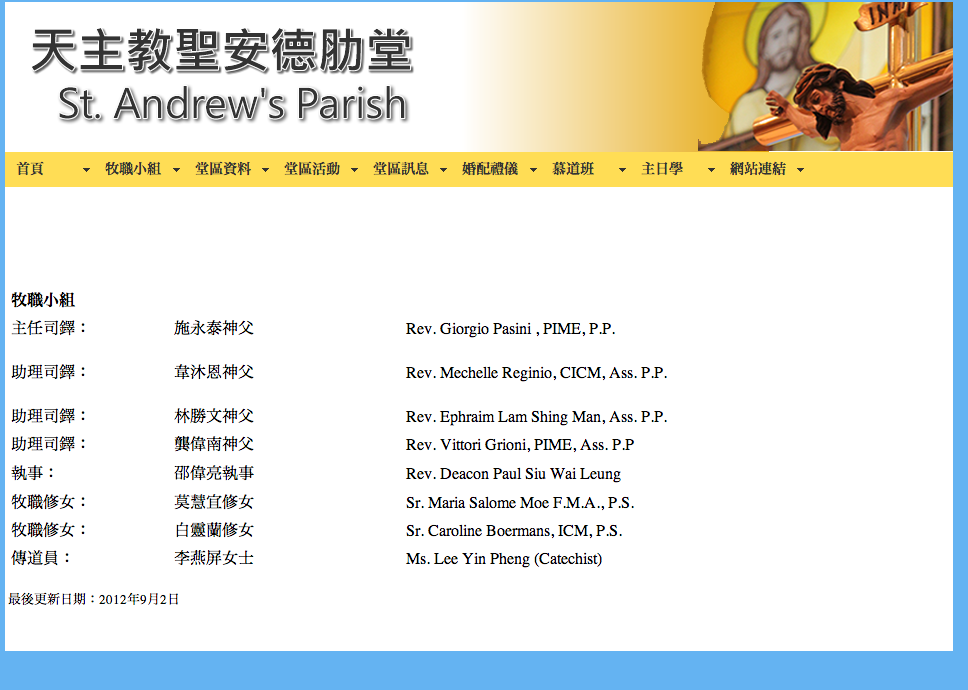 天主教聖安德肋堂
St. Andrew's Parish
INRI
首頁 牧職小組 堂區資料 堂區活動 堂區訊息 婚配禮儀 慕道班 主日學 網站連結
牧職小組
主任司鐸： 施永泰神父 Rev. Giorgio Pasini , PIME, P.P.
助理司鐸： 韋沐恩神父 Rev. Mechelle Reginio, CICM, Ass. P.P.
助理司鐸： 林勝文神父 Rev. Ephraim Lam Shing Man, Ass. P.P.
助理司鐸： 龔偉南神父 Rev. Vittori Grioni, PIME, Ass. P.P
執事： 邵偉亮執事 Rev. Deacon Paul Siu Wai Leung
牧職修女： 莫慧宜修女 Sr. Maria Salome Moe F.M.A., P.S.
牧職修女： 白靈蘭修女 Sr. Caroline Boermans, ICM, P.S.
傳道員： 李燕屏女士 Ms. Lee Yin Pheng (Catechist)
最後更新日期：2012年9月2日